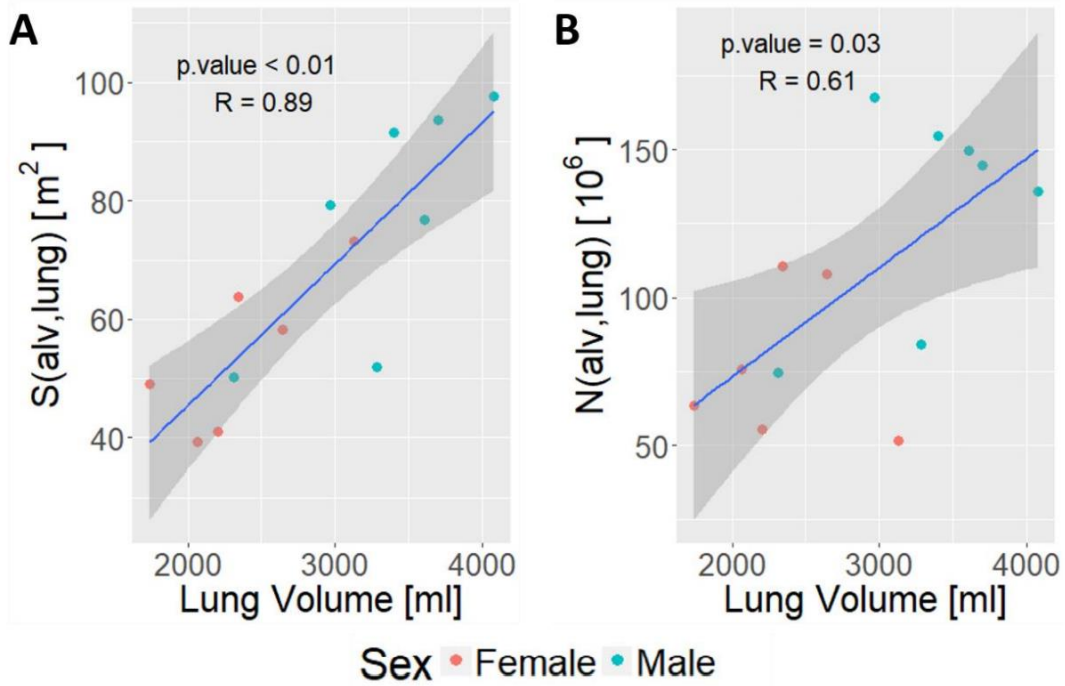 A
p.value < 0.01
R = 0.89
100
80
60
40
S(alv,lung) [m² ]
2000 3000 4000
Lung Volume [ml]
B
p.value = 0.03
R = 0.61
150
100
50
N(alv,lung) [ 10⁶ ]
2000 3000 4000
Lung Volume [ml]
Sex Female Male